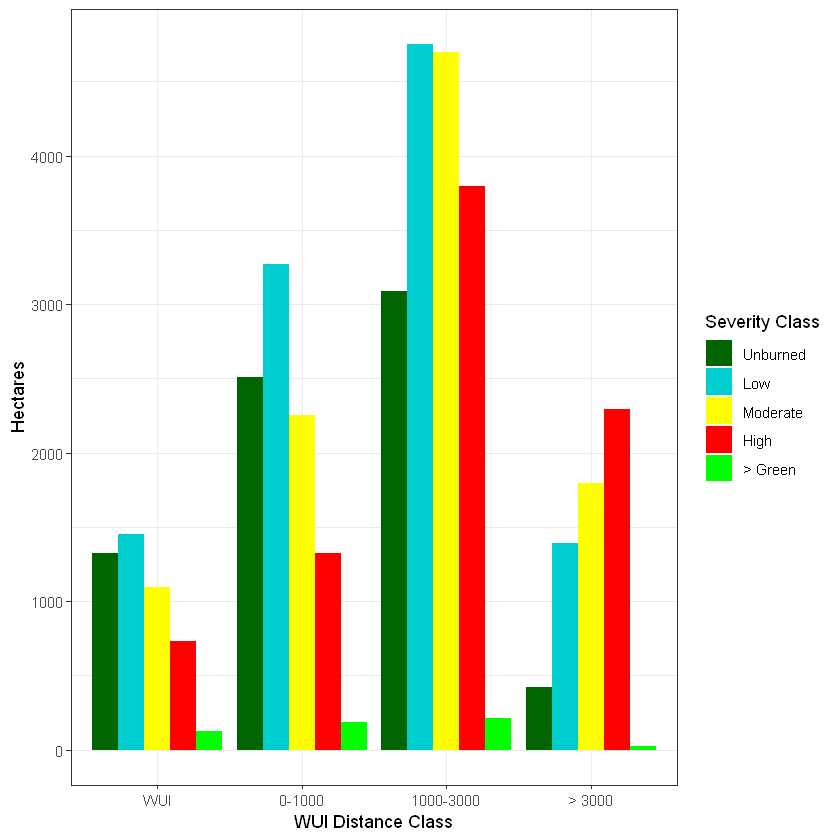 Hectares
4000
3000
2000
1000
0
WUI
0-1000
1000-3000
> 3000
WUI Distance Class
Severity Class
Unburned
Low
Moderate
High
> Green